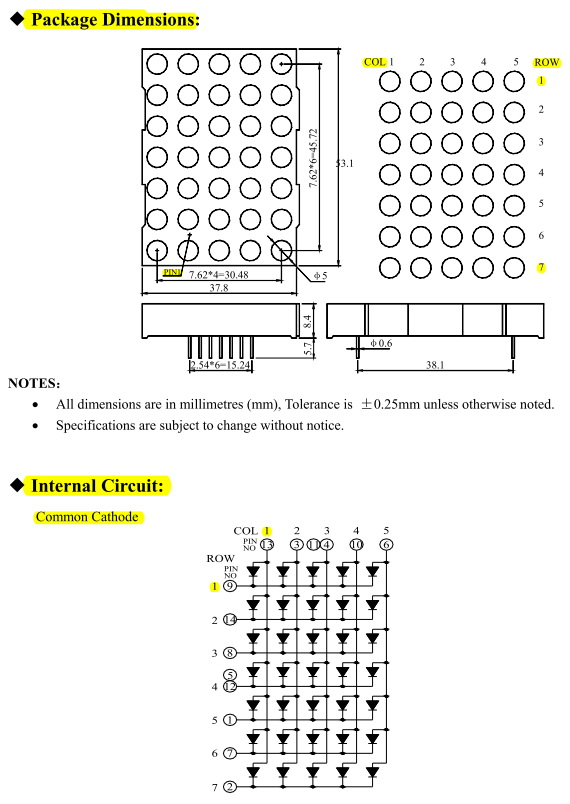 ◆ Package Dimensions:
COL 1 2 3 4 5 ROW
1
2
3
4
5
6
7
7.62*6=45.72
53.1
PIN1
7.62*4=30.48
φ5
37.8
8.4
5.7
2.54*6=15.24
φ0.6
38.1
NOTES:
• All dimensions are in millimetres (mm), Tolerance is ±0.25mm unless otherwise noted.
• Specifications are subject to change without notice.
◆ Internal Circuit:
Common Cathode
COL 1 2 3 4 5
PIN NO 13 3 11 4 10 6
ROW
PIN
NO
1 9
2 14
3 8
5
4 12
5 1
6 7
7 2